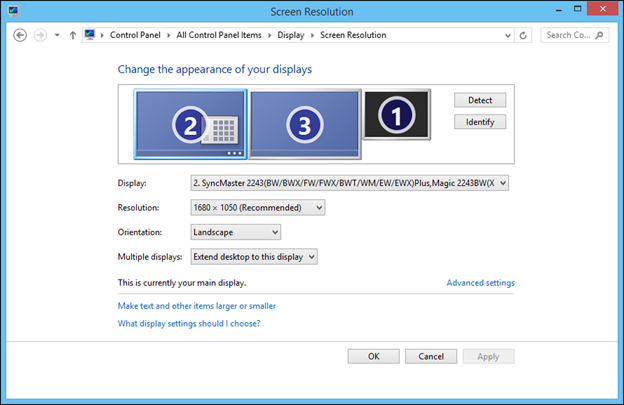 Screen Resolution
Control Panel
All Control Panel Items
Display
Screen Resolution
Search Co...
Change the appearance of your displays
2
3
1
Detect
Identify
Display: 2. SyncMaster 2243(BW/BWX/FW/FWX/BWT/WM/EW/EWX)Plus,Magic 2243BW(X
Resolution: 1680 × 1050 (Recommended)
Orientation: Landscape
Multiple displays: Extend desktop to this display
This is currently your main display. Advanced settings
Make text and other items larger or smaller
What display settings should I choose?
OK Cancel Apply